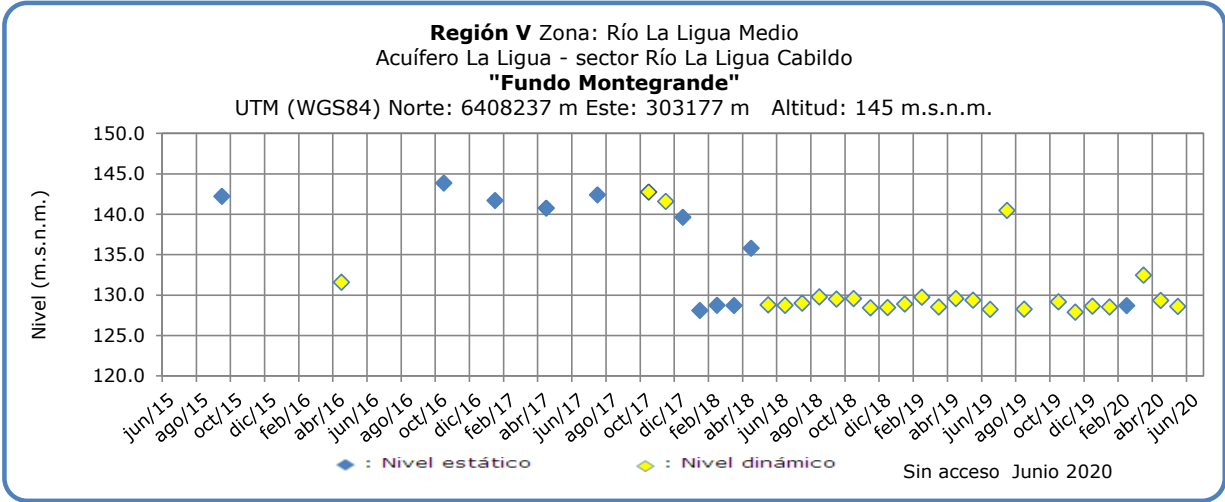 Región V Zona: Río La Ligua Medio
Acuífero La Ligua - sector Río La Ligua Cabildo
"Fundo Montegrande"
UTM (WGS84) Norte: 6408237 m Este: 303177 m Altitud: 145 m.s.n.m.
Nivel (m.s.n.m.)
150.0
145.0
140.0
135.0
130.0
125.0
120.0
jun/15 ago/15 oct/15 dic/15 feb/16 abr/16 jun/16 ago/16 oct/16 dic/16 feb/17 abr/17 jun/17 ago/17 oct/17 dic/17 feb/18 abr/18 jun/18 ago/18 oct/18 dic/18 feb/19 abr/19 jun/19 ago/19 oct/19 dic/19 feb/20 abr/20 jun/20
: Nivel estático : Nivel dinámico Sin acceso Junio 2020